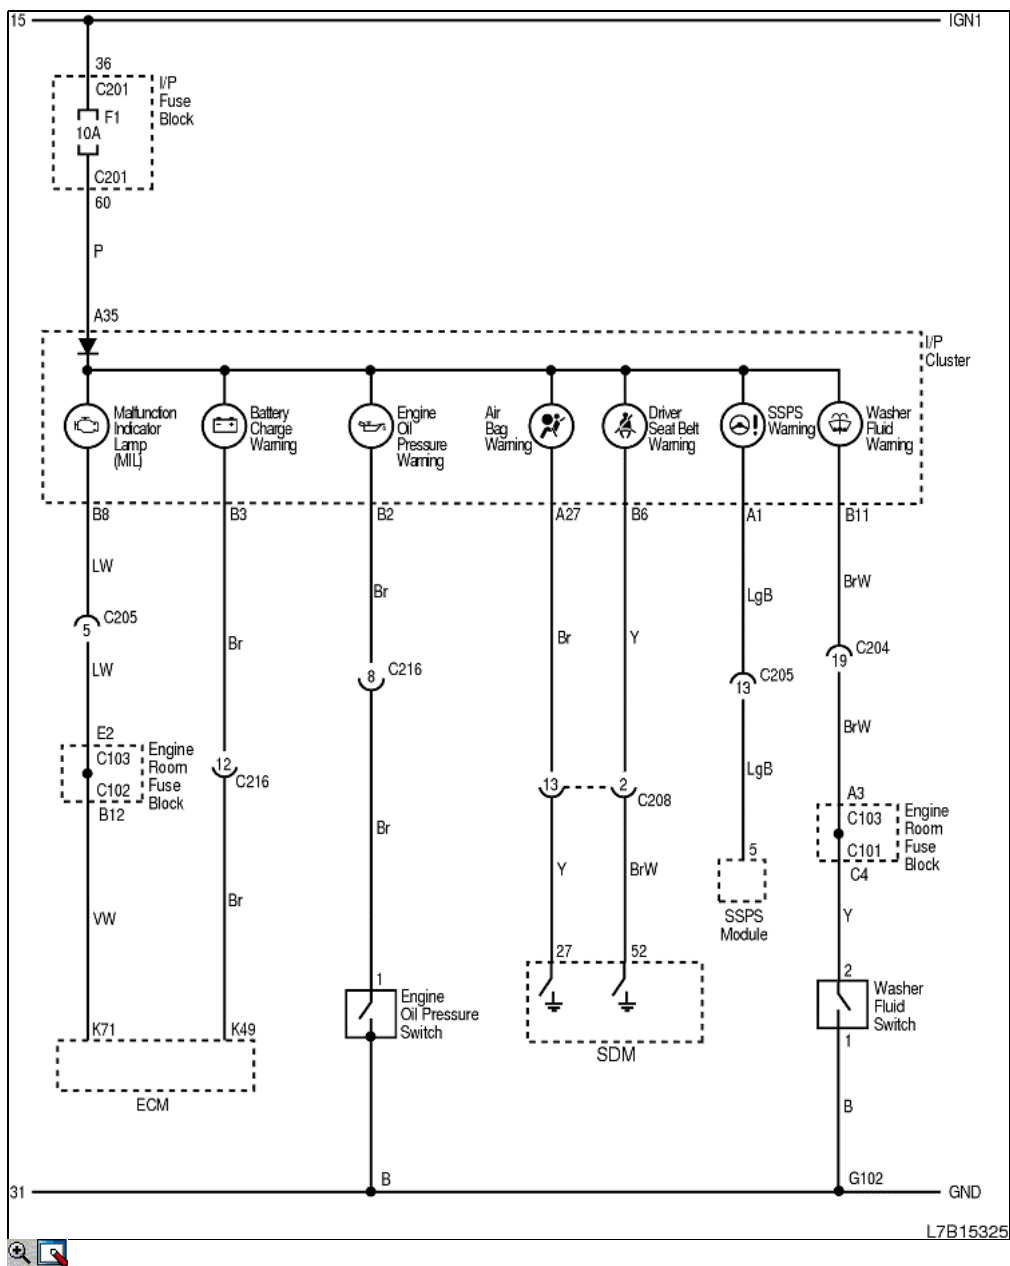 15
IGN1
36
C201
I/P
Fuse
Block
F1
10A
C201
60
P
A35
I/P
Cluster
Malfunction
Indicator
Lamp
(MIL)
Battery
Charge
Warning
Engine
Oil
Pressure
Warning
Air
Bag
Warning
Driver
Seat Belt
Warning
SSPS
Warning
Washer
Fluid
Warning
B8
B3
B2
A27
B6
A1
B11
LW
Br
BrW
LgB
C205
5
Br
Br
Y
C204
19
LW
8
C216
C205
13
E2
BrW
C103
C102
Engine
Room
Fuse
Block
B12
12
C216
13
2
C208
LgB
A3
C103
C101
Engine
Room
Fuse
Block
C4
Br
Y
BrW
5
SSPS
Module
VW
Br
Y
27
52
1
Engine
Oil Pressure
Switch
2
Washer
Fluid
Switch
1
K71
K49
SDM
ECM
B
31
B
G102
GND
L7B15325